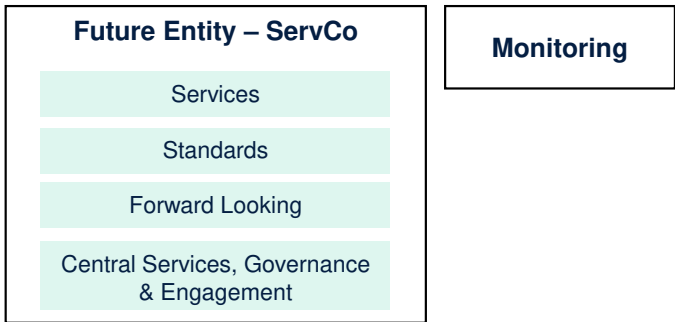 Future Entity – ServCo
Services
Standards
Forward Looking
Central Services, Governance
& Engagement
Monitoring